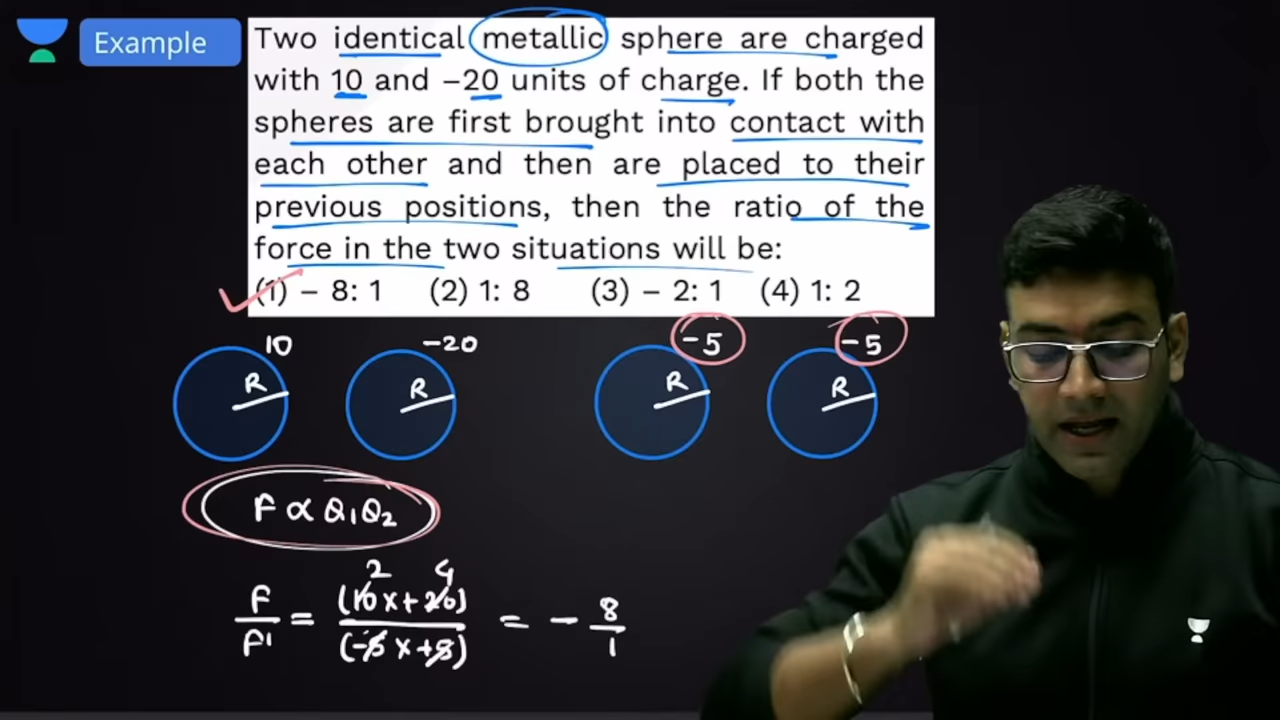 Example
Two identical metallic sphere are charged
with 10 and –20 units of charge. If both the
spheres are first brought into contact with
each other and then are placed to their
previous positions, then the ratio of the
force in the two situations will be:
(1) – 8: 1 (2) 1: 8 (3) – 2: 1 (4) 1: 2
10 -20 -5 -5
R R R R
F ∝ Q₁Q₂
2 4
F/F' = (10x+20)/(-5x+5) = - 8/1